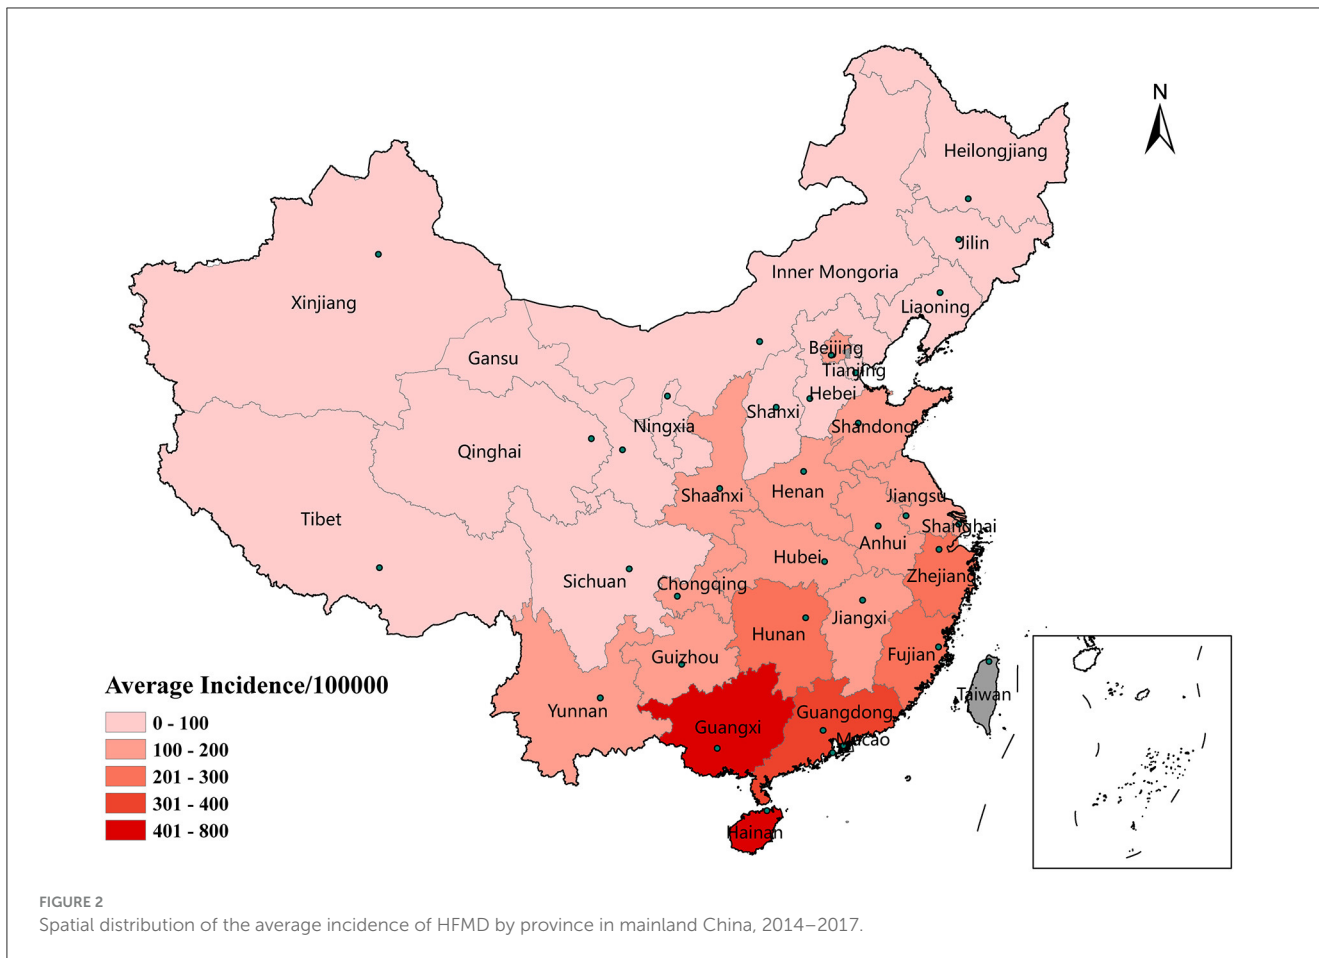 N
Heilongjiang
Jilin
Inner Mongoria
Liaoning
Xinjiang
Beijing
Gansu
Tianjing
Hebei
Shanxi
Ningxia
Shandong
Qinghai
Shaanxi
Henan
Jiangsu
Tibet
Shanghai
Anhui
Hubei
Zhejiang
Sichuan
Chongqing
Jiangxi
Hunan
Guizhou
Fujian
Taiwan
Yunnan
Guangdong
Guangxi
Macao
Hainan
Average Incidence/100000
0 - 100
100 - 200
201 - 300
301 - 400
401 - 800
FIGURE 2
Spatial distribution of the average incidence of HFMD by province in mainland China, 2014–2017.